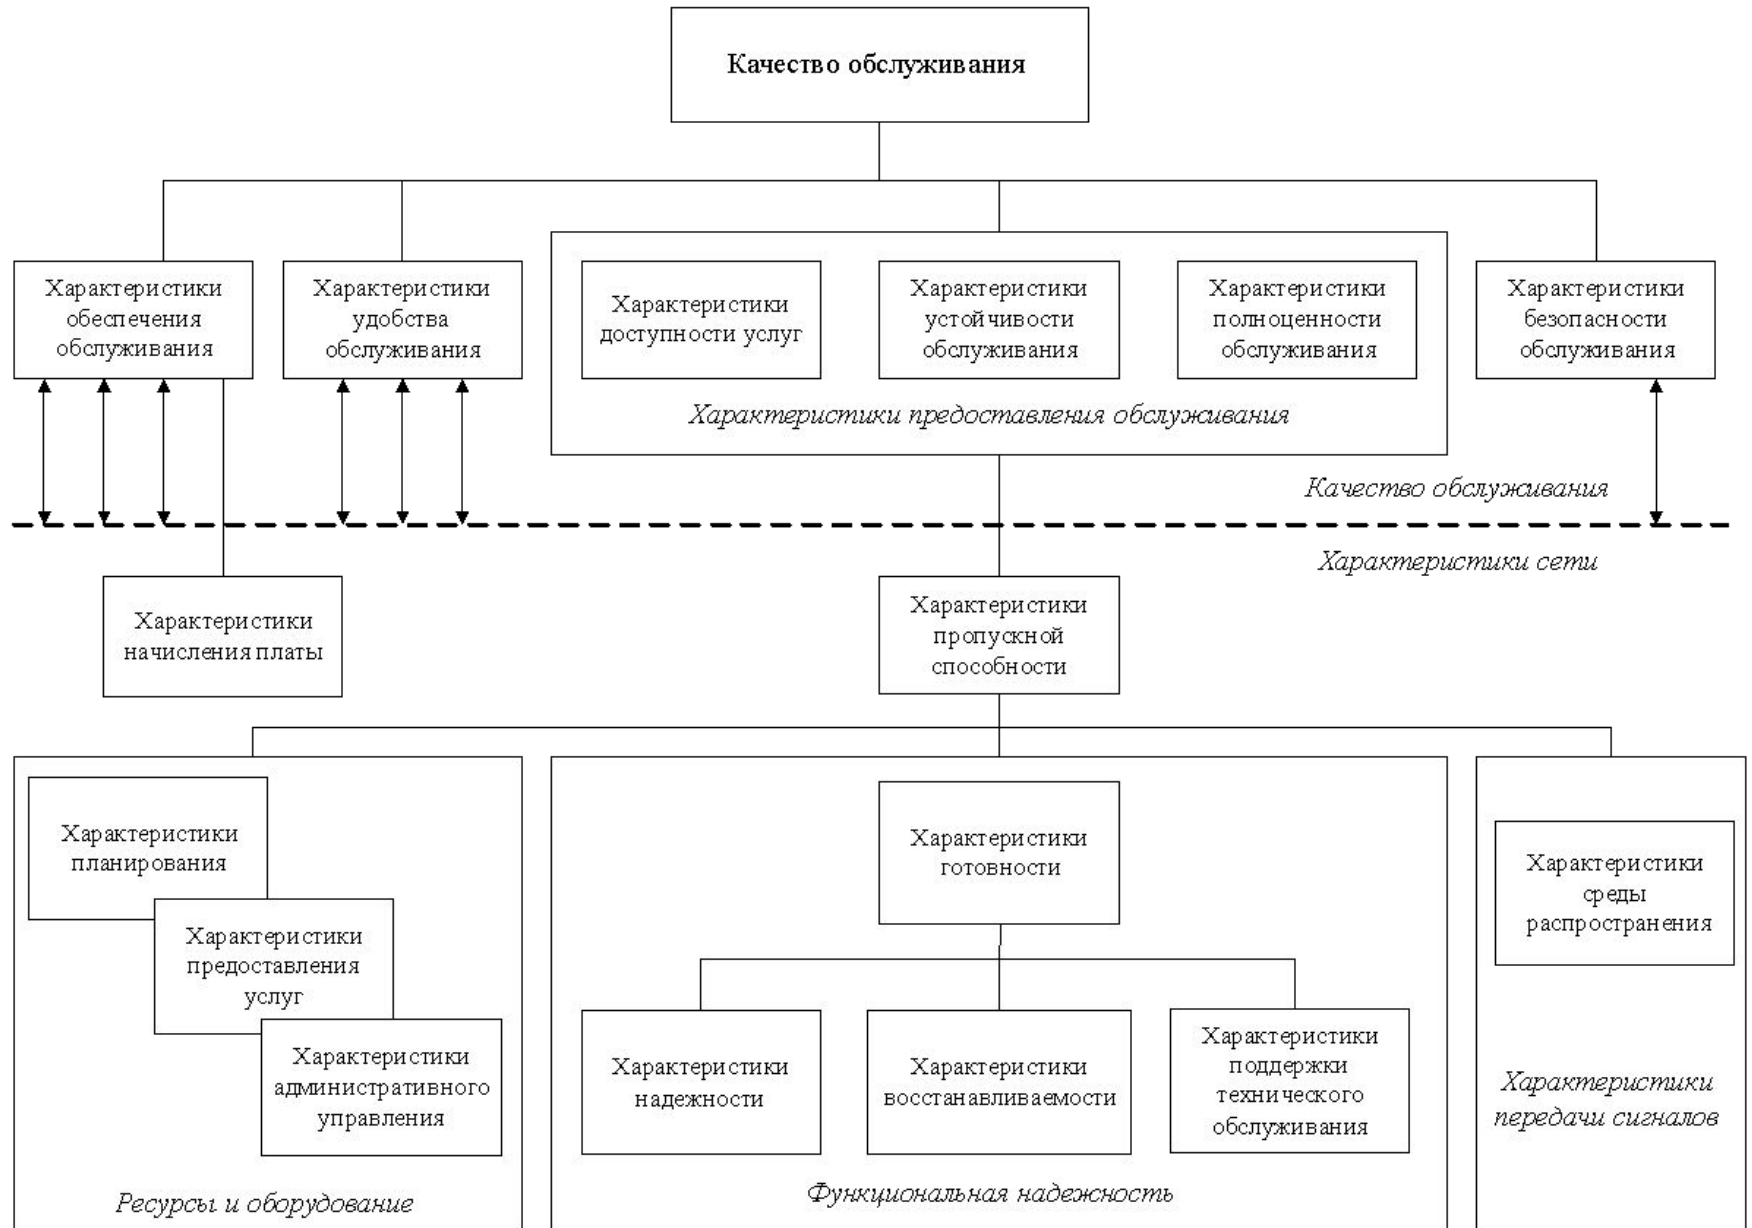 Качество обслуживания
Характеристики
обеспечения
обслуживания
Характеристики
удобства
обслуживания
Характеристики
доступности услуг
Характеристики
устойчивости
обслуживания
Характеристики
полноценности
обслуживания
Характеристики
безопасности
обслуживания
Характеристики предоставления обслуживания
Качество обслуживания
Характеристики сети
Характеристики
начисления платы
Характеристики
пропускной
способности
Характеристики
планирования
Характеристики
предоставления
услуг
Характеристики
административного
управления
Ресурсы и оборудование
Характеристики
готовности
Характеристики
надежности
Характеристики
восстанавливаемости
Характеристики
поддержки
технического
обслуживания
Функциональная надежность
Характеристики
среды
распространения
Характеристики
передачи сигналов